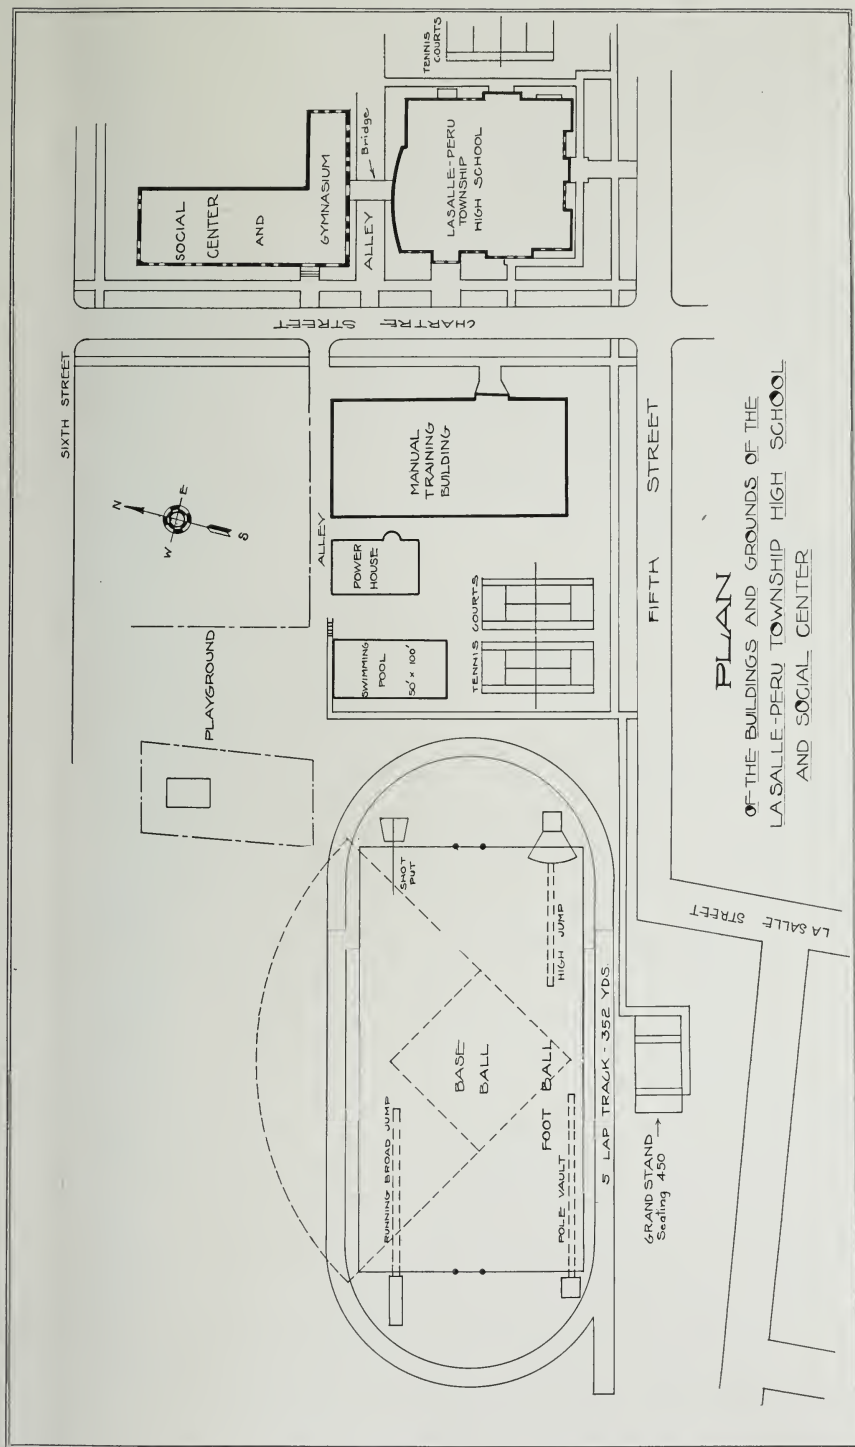 TENNIS
COURTS
SOCIAL
CENTER
AND
GYMNASIUM
ALLEY
Bridge
LASALLE-PERU
TOWNSHIP
HIGH SCHOOL
CHARTRE
STREET
SIXTH STREET
N
E
W
S
ALLEY
MANUAL
TRAINING
BUILDING
POWER
HOUSE
SWIMMING
POOL
50' x 100'
TENNIS COURTS
FIFTH STREET
PLAYGROUND
SHOT
PUT
HIGH JUMP
BASE
BALL
FOOT BALL
RUNNING BROAD JUMP
POLE VAULT
5 LAP TRACK - 352 YDS.
GRAND STAND
Seating 450
LA SALLE STREET
PLAN
OF THE BUILDINGS AND GROUNDS OF THE
LA SALLE-PERU TOWNSHIP HIGH SCHOOL
AND SOCIAL CENTER